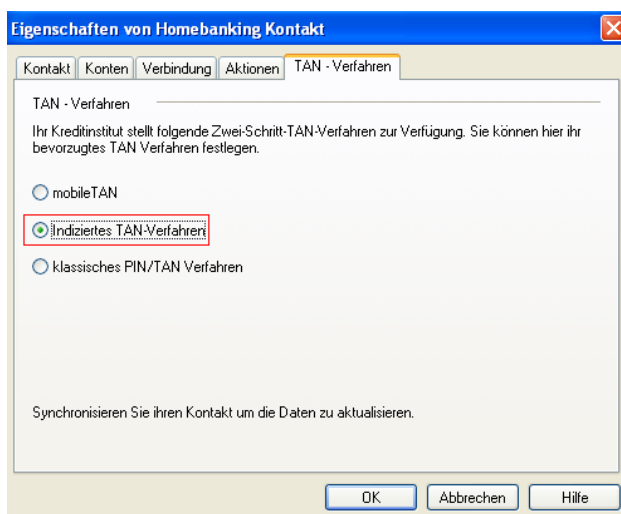 Eigenschaften von Homebanking Kontakt
Kontakt Konten Verbindung Aktionen TAN - Verfahren
TAN - Verfahren
Ihr Kreditinstitut stellt folgende Zwei-Schritt-TAN-Verfahren zur Verfügung. Sie können hier ihr
bevorzugtes TAN Verfahren festlegen.
mobileTAN
Indiziertes TAN-Verfahren
klassisches PIN/TAN Verfahren
Synchronisieren Sie ihren Kontakt um die Daten zu aktualisieren.
OK Abbrechen Hilfe